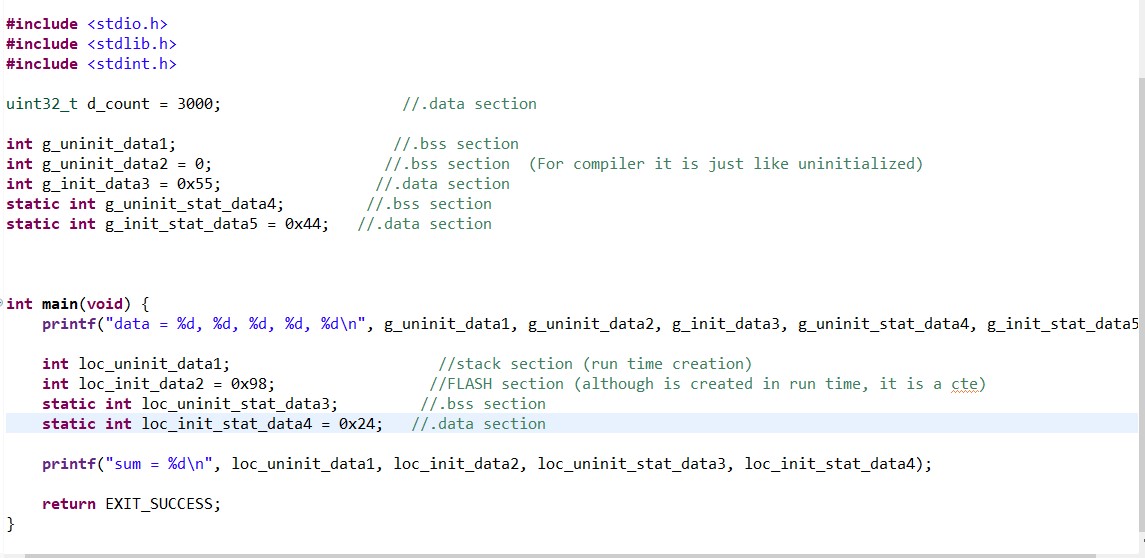 #include <stdio.h>
#include <stdlib.h>
#include <stdint.h>
uint32_t d_count = 3000; //.data section
int g_uninit_data1; //.bss section
int g_uninit_data2 = 0; //.bss section (For compiler it is just like uninitialized)
int g_init_data3 = 0x55; //.data section
static int g_uninit_stat_data4; //.bss section
static int g_init_stat_data5 = 0x44; //.data section
int main(void) {
printf("data = %d, %d, %d, %d, %d\n", g_uninit_data1, g_uninit_data2, g_init_data3, g_uninit_stat_data4, g_init_stat_data5
int loc_uninit_data1; //stack section (run time creation)
int loc_init_data2 = 0x98; //FLASH section (although is created in run time, it is a cte)
static int loc_uninit_stat_data3; //.bss section
static int loc_init_stat_data4 = 0x24; //.data section
printf("sum = %d\n", loc_uninit_data1, loc_init_data2, loc_uninit_stat_data3, loc_init_stat_data4);
return EXIT_SUCCESS;
}